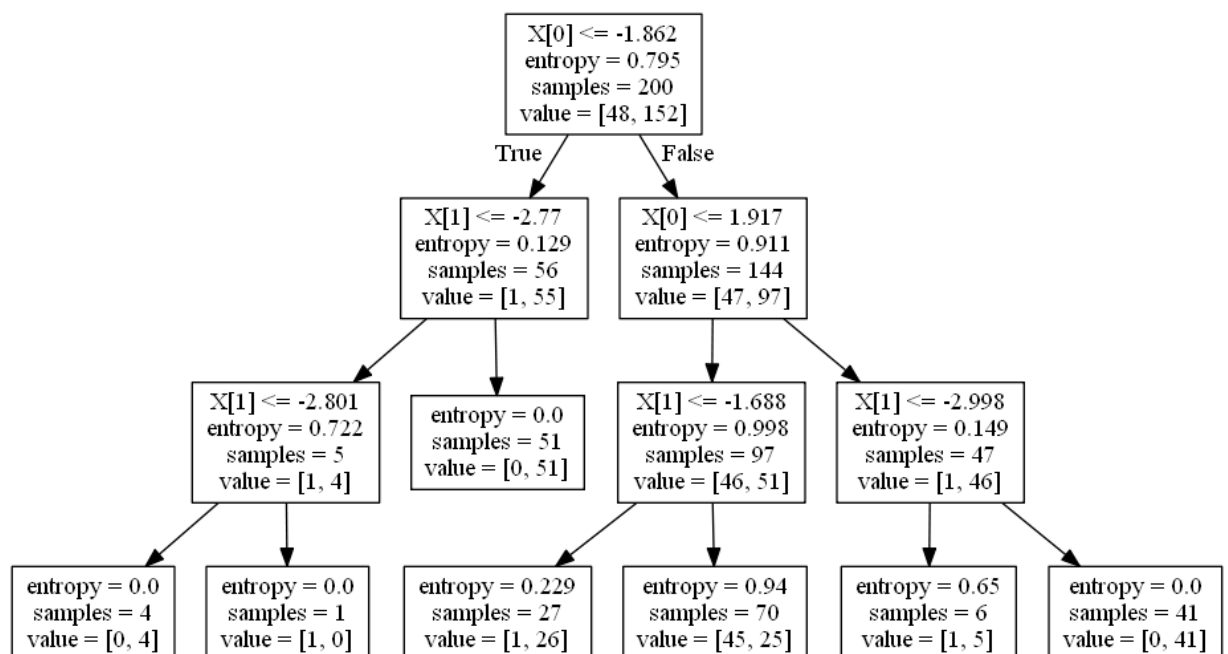 X[0] <= -1.862
entropy = 0.795
samples = 200
value = [48, 152]
True
False
X[1] <= -2.77
entropy = 0.129
samples = 56
value = [1, 55]
X[0] <= 1.917
entropy = 0.911
samples = 144
value = [47, 97]
X[1] <= -2.801
entropy = 0.722
samples = 5
value = [1, 4]
entropy = 0.0
samples = 51
value = [0, 51]
X[1] <= -1.688
entropy = 0.998
samples = 97
value = [46, 51]
X[1] <= -2.998
entropy = 0.149
samples = 47
value = [1, 46]
entropy = 0.0
samples = 4
value = [0, 4]
entropy = 0.0
samples = 1
value = [1, 0]
entropy = 0.229
samples = 27
value = [1, 26]
entropy = 0.94
samples = 70
value = [45, 25]
entropy = 0.65
samples = 6
value = [1, 5]
entropy = 0.0
samples = 41
value = [0, 41]